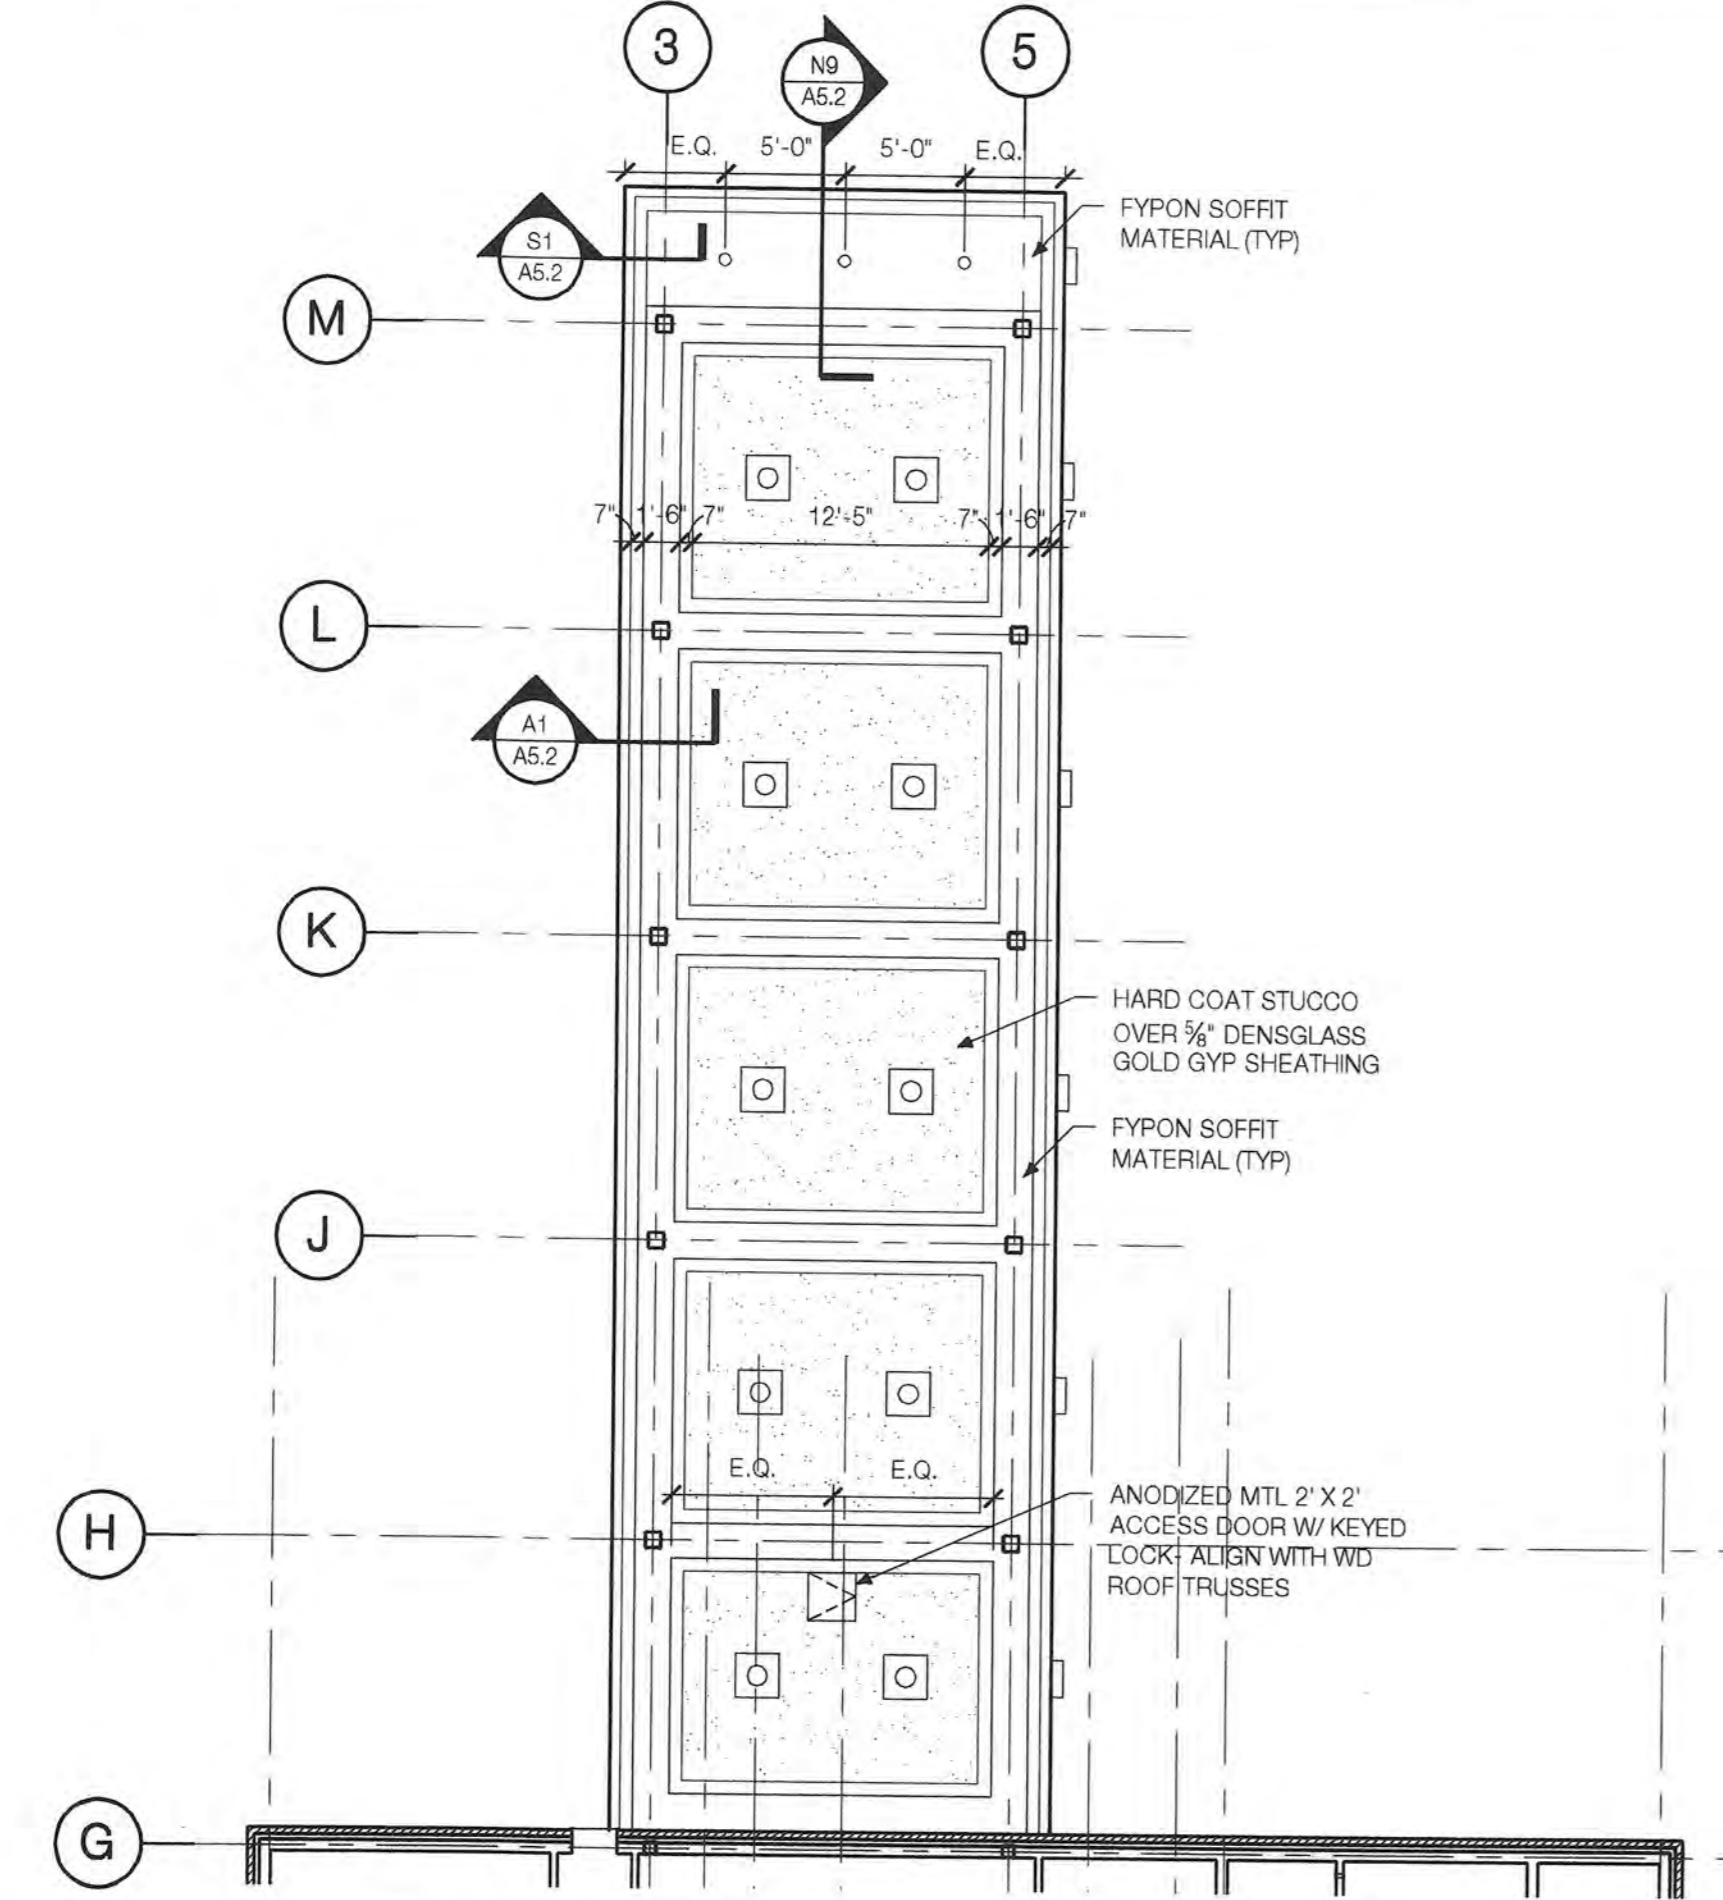 3
N9
A5.2
5
E.Q.
5'-0"
5'-0"
E.Q.
FYPON SOFFIT
MATERIAL (TYP)
S1
A5.2
M
7"
1'-6"
7"
12'-5"
7"
1'-6"
7"
L
A1
A5.2
K
HARD COAT STUCCO
OVER ⅝" DENSGLASS
GOLD GYP SHEATHING
FYPON SOFFIT
MATERIAL (TYP)
J
E.Q.
E.Q.
ANODIZED MTL 2' X 2'
ACCESS DOOR W/ KEYED
LOCK- ALIGN WITH WD
ROOF TRUSSES
H
G